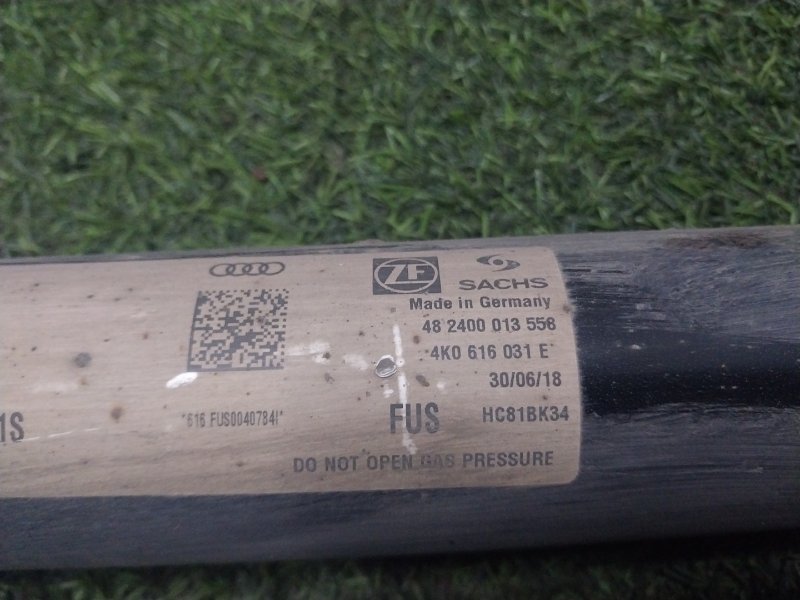 ZF SACHS
Made in Germany
48 2400 013 558
4K0 616 031 E
30/06/18
1S *616 FUS0040784!* FUS HC81BK34
DO NOT OPEN GAS PRESSURE